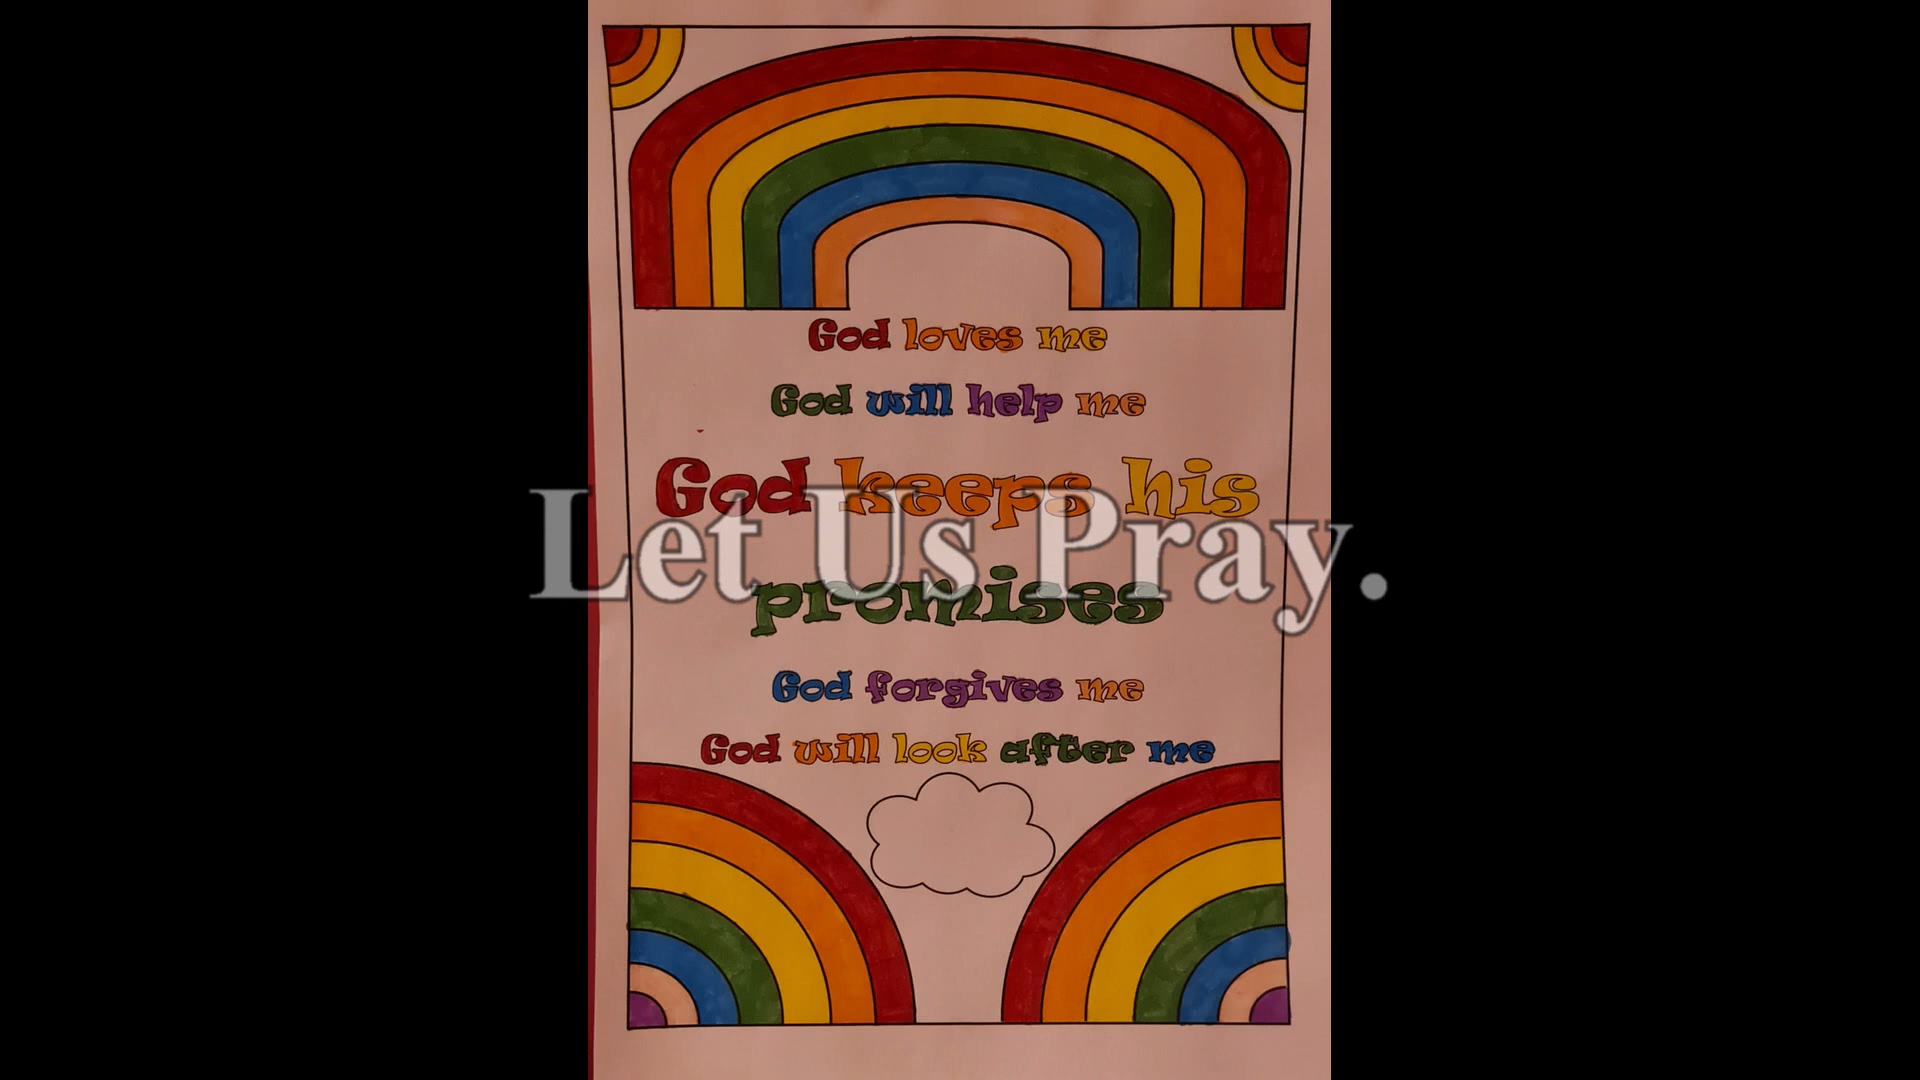 God loves me
God will help me
God keeps his
Let Us Pray.
promises
God forgives me
God will look after me